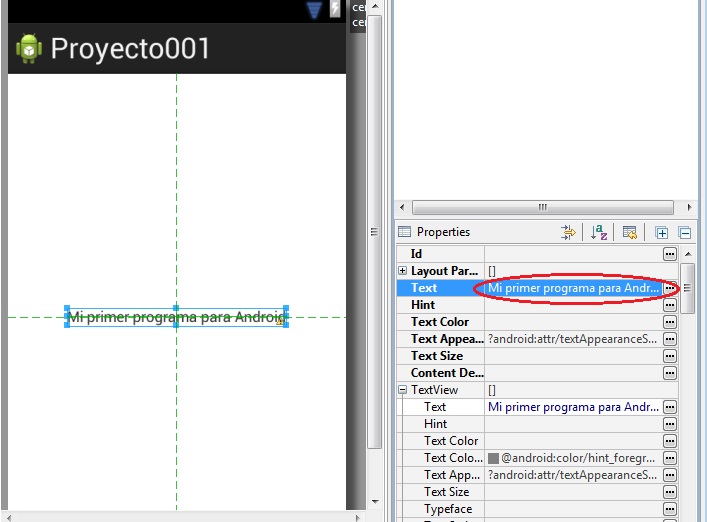 Proyecto001
Mi primer programa para Android
Properties
Id
Layout Par... []
Text Mi primer programa para Andr...
Hint
Text Color
Text Appea... ?android:attr/textAppearanceS...
Text Size
Content De...
TextView []
Text Mi primer programa para Andr...
Hint
Text Color
Text Colo... @android:color/hint_foregr...
Text App... ?android:attr/textAppearanceS...
Text Size
Typeface